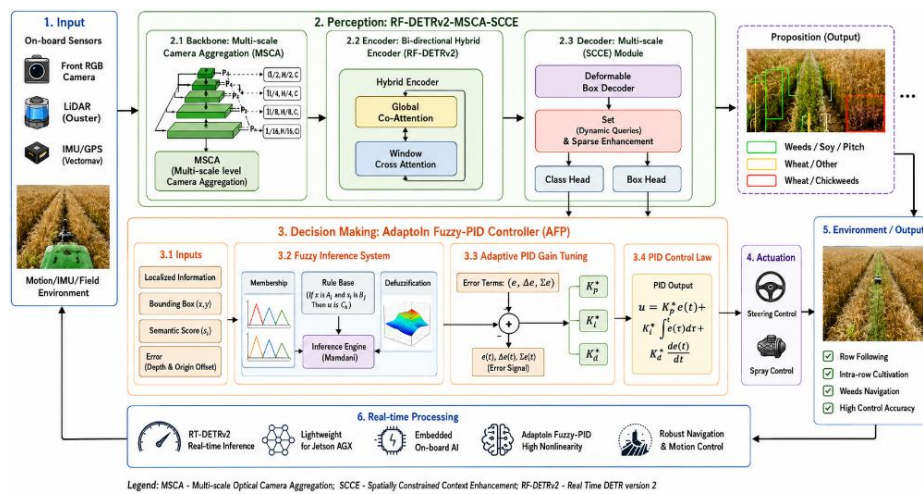 1. Input
On-board Sensors
Front RGB
Camera
LiDAR
(Ouster)
IMU/GPS
(Vectornav)
Motion/IMU/Field
Environment
2. Perception: RF-DETRv2-MSCA-SCCE
2.1 Backbone: Multi-scale
Camera Aggregation (MSCA)
MSCA
(Multi-scale level
Camera Aggregation)
2.2 Encoder: Bi-directional Hybrid
Encoder (RF-DETRv2)
Hybrid Encoder
Global
Co-Attention
Window
Cross Attention
2.3 Decoder: Multi-scale
(SCCE) Module
Deformable
Box Decoder
Set
(Dynamic Queries)
& Sparse Enhancement
Class Head
Box Head
Proposition (Output)
Weeds / Soy / Pitch
Wheat / Other
Wheat / Chickweeds
...
3. Decision Making: AdaptoIn Fuzzy-PID Controller (AFP)
3.1 Inputs
Localized Information
Bounding Box (x, y)
Semantic Score (sᵢ)
Error
(Depth & Origin Offset)
3.2 Fuzzy Inference System
Membership
Rule Base
(If x is Aᵢ and sᵢ is Bⱼ
Then u is Cₖ)
Defuzzification
Inference Engine
(Mamdani)
3.3 Adaptive PID Gain Tuning
Error Terms: (e, Δe, Σe)
+
−
e(t), Δe(t), Σe(t)
(Error Signal)
K*p
K*i
K*d
3.4 PID Control Law
PID Output
u = K*p e(t) +
K*i ∫ᵗ e(τ)dτ +
K*d de(t)/dt
4. Actuation
Steering Control
Spray Control
5. Environment / Output
Row Following
Intra-row Cultivation
Weeds Navigation
High Control Accuracy
6. Real-time Processing
RT-DETRv2
Real-time Inference
Lightweight
for Jetson AGX
Embedded
On-board AI
AdaptoIn Fuzzy-PID
High Nonlinearity
Robust Navigation
& Motion Control
Legend: MSCA - Multi-scale Optical Camera Aggregation; SCCE - Spatially Constrained Context Enhancement; RF-DETRv2 - Real Time DETR version 2